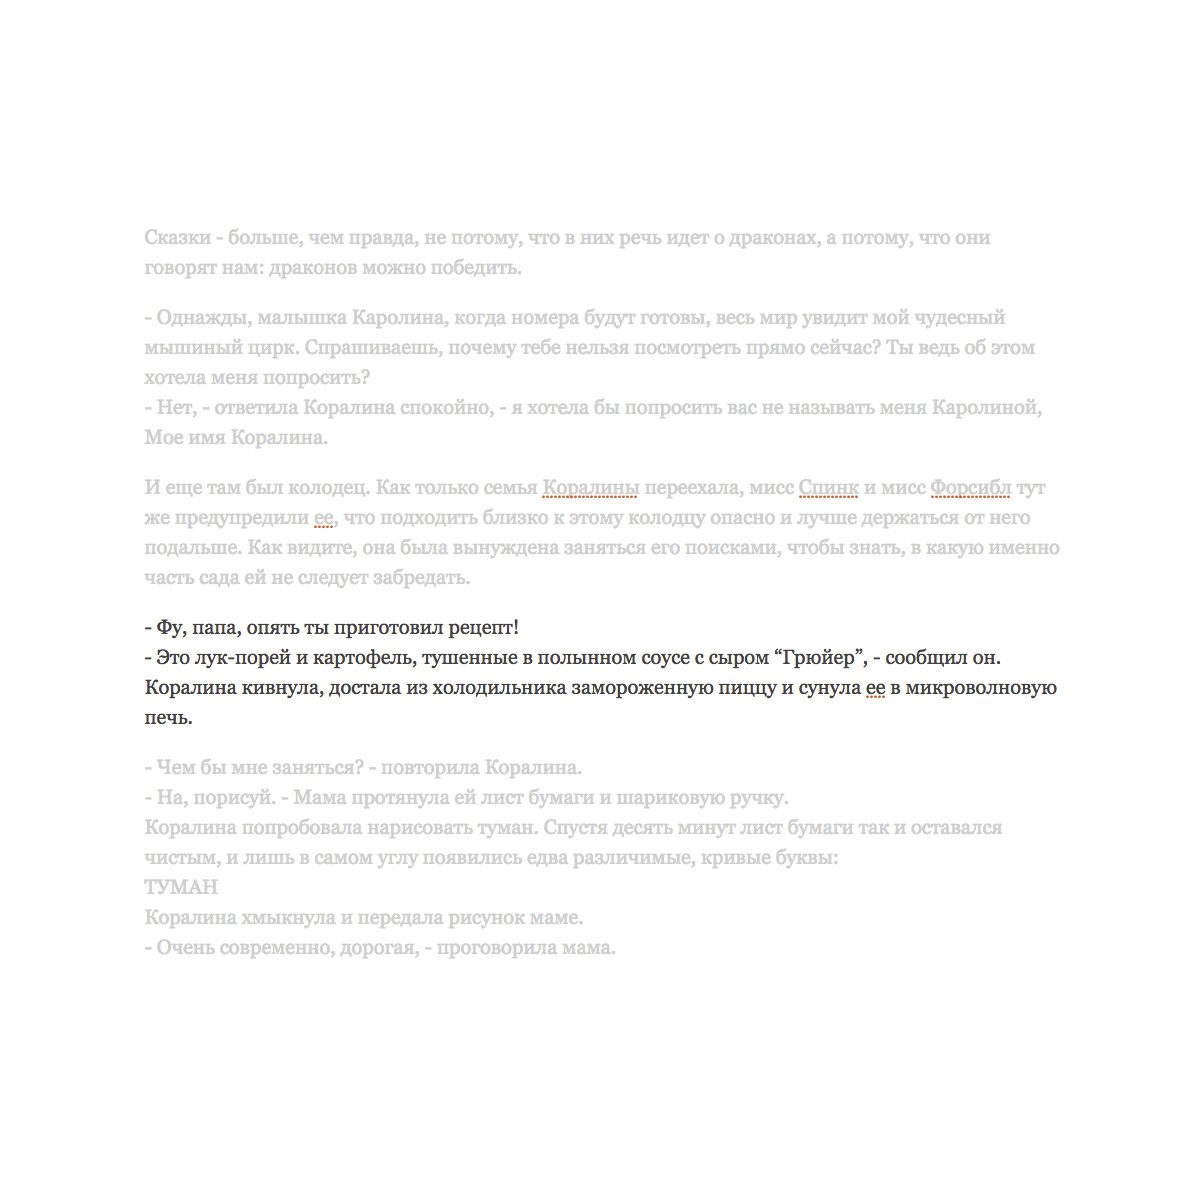 Сказки - больше, чем правда, не потому, что в них речь идет о драконах, а потому, что они
говорят нам: драконов можно победить.
- Однажды, малышка Каролина, когда номера будут готовы, весь мир увидит мой чудесный
мышиный цирк. Спрашиваешь, почему тебе нельзя посмотреть прямо сейчас? Ты ведь об этом
хотела меня попросить?
- Нет, - ответила Коралина спокойно, - я хотела бы попросить вас не называть меня Каролиной,
Мое имя Коралина.
И еще там был колодец. Как только семья Коралины переехала, мисс Спинк и мисс Форсибл тут
же предупредили ее, что подходить близко к этому колодцу опасно и лучше держаться от него
подальше. Как видите, она была вынуждена заняться его поисками, чтобы знать, в какую именно
часть сада ей не следует забредать.
- Фу, папа, опять ты приготовил рецепт!
- Это лук-порей и картофель, тушенные в полынном соусе с сыром “Грюйер”, - сообщил он.
Коралина кивнула, достала из холодильника замороженную пиццу и сунула ее в микроволновую
печь.
- Чем бы мне заняться? - повторила Коралина.
- На, порисуй. - Мама протянула ей лист бумаги и шариковую ручку.
Коралина попробовала нарисовать туман. Спустя десять минут лист бумаги так и оставался
чистым, и лишь в самом углу появились едва различимые, кривые буквы:
ТУМАН
Коралина хмыкнула и передала рисунок маме.
- Очень современно, дорогая, - проговорила мама.